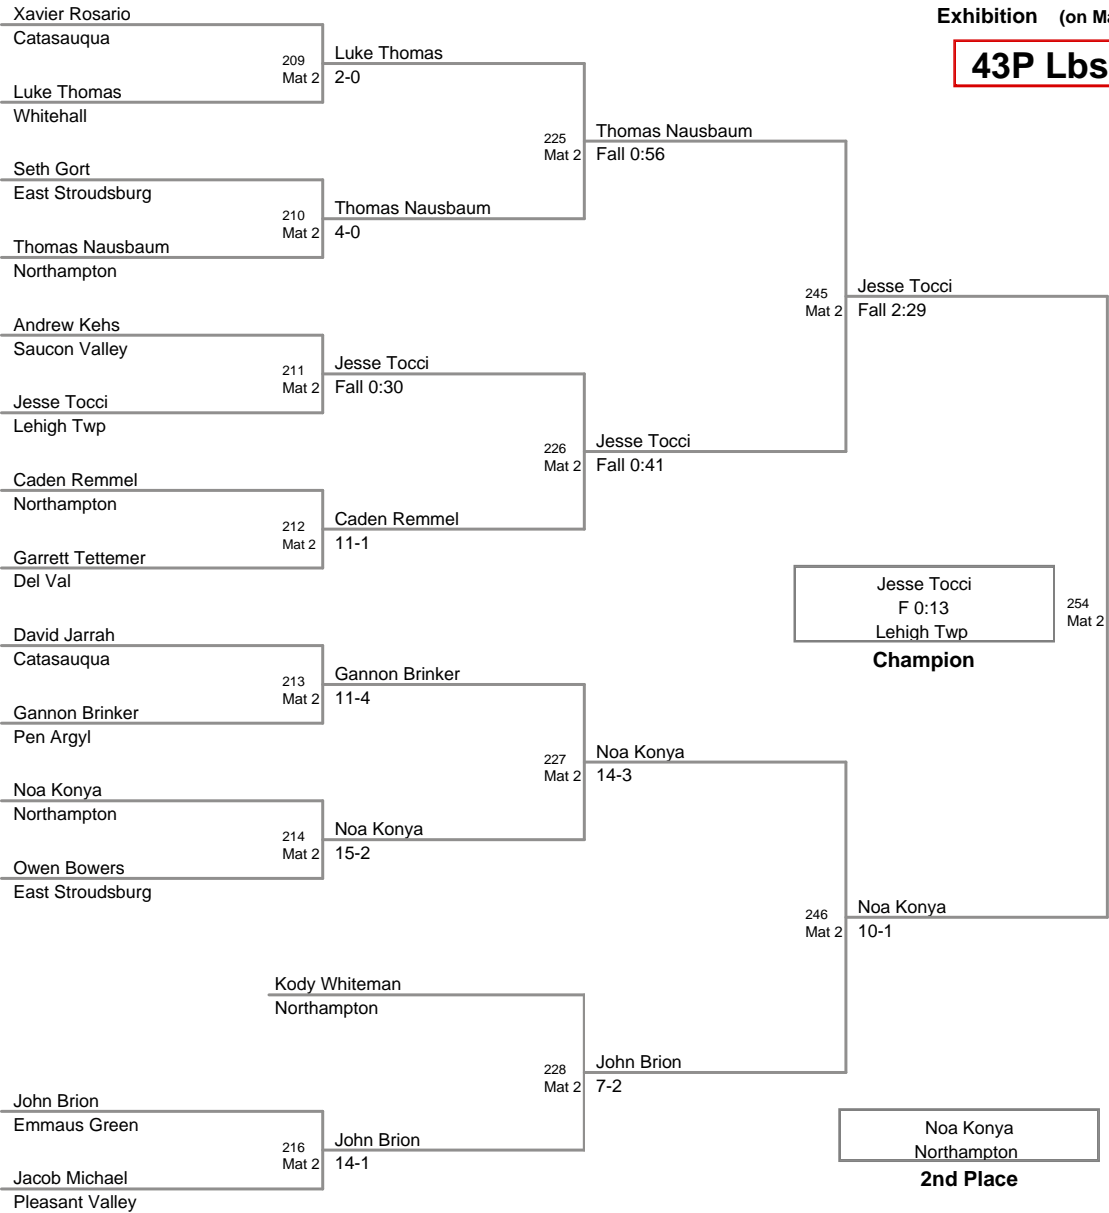 Xavier Rosario
Exhibition (on Ma
Catasauqua
209
Mat 2
Luke Thomas
2-0
43P Lbs
Luke Thomas
Whitehall
225
Mat 2
Thomas Nausbaum
Fall 0:56
Seth Gort
East Stroudsburg
210
Mat 2
Thomas Nausbaum
4-0
Thomas Nausbaum
Northampton
245
Mat 2
Jesse Tocci
Fall 2:29
Andrew Kehs
Saucon Valley
211
Mat 2
Jesse Tocci
Fall 0:30
Jesse Tocci
Lehigh Twp
226
Mat 2
Jesse Tocci
Fall 0:41
Caden Remmel
Northampton
212
Mat 2
Caden Remmel
11-1
Garrett Tettemer
Del Val
Jesse Tocci
F 0:13
Lehigh Twp
Champion
254
Mat 2
David Jarrah
Catasauqua
213
Mat 2
Gannon Brinker
11-4
Gannon Brinker
Pen Argyl
227
Mat 2
Noa Konya
14-3
Noa Konya
Northampton
214
Mat 2
Noa Konya
15-2
Owen Bowers
East Stroudsburg
246
Mat 2
Noa Konya
10-1
Kody Whiteman
Northampton
228
Mat 2
John Brion
7-2
John Brion
Emmaus Green
216
Mat 2
John Brion
14-1
Jacob Michael
Pleasant Valley
Noa Konya
Northampton
2nd Place